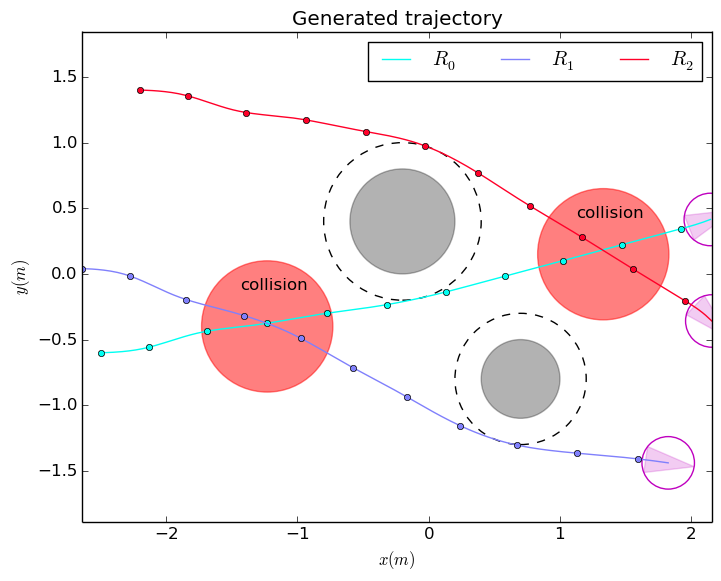 Generated trajectory
R₀ R₁ R₂
1.5
1.0
0.5
0.0
−0.5
−1.0
−1.5
y(m)
collision
collision
−2 −1 0 1 2
x(m)